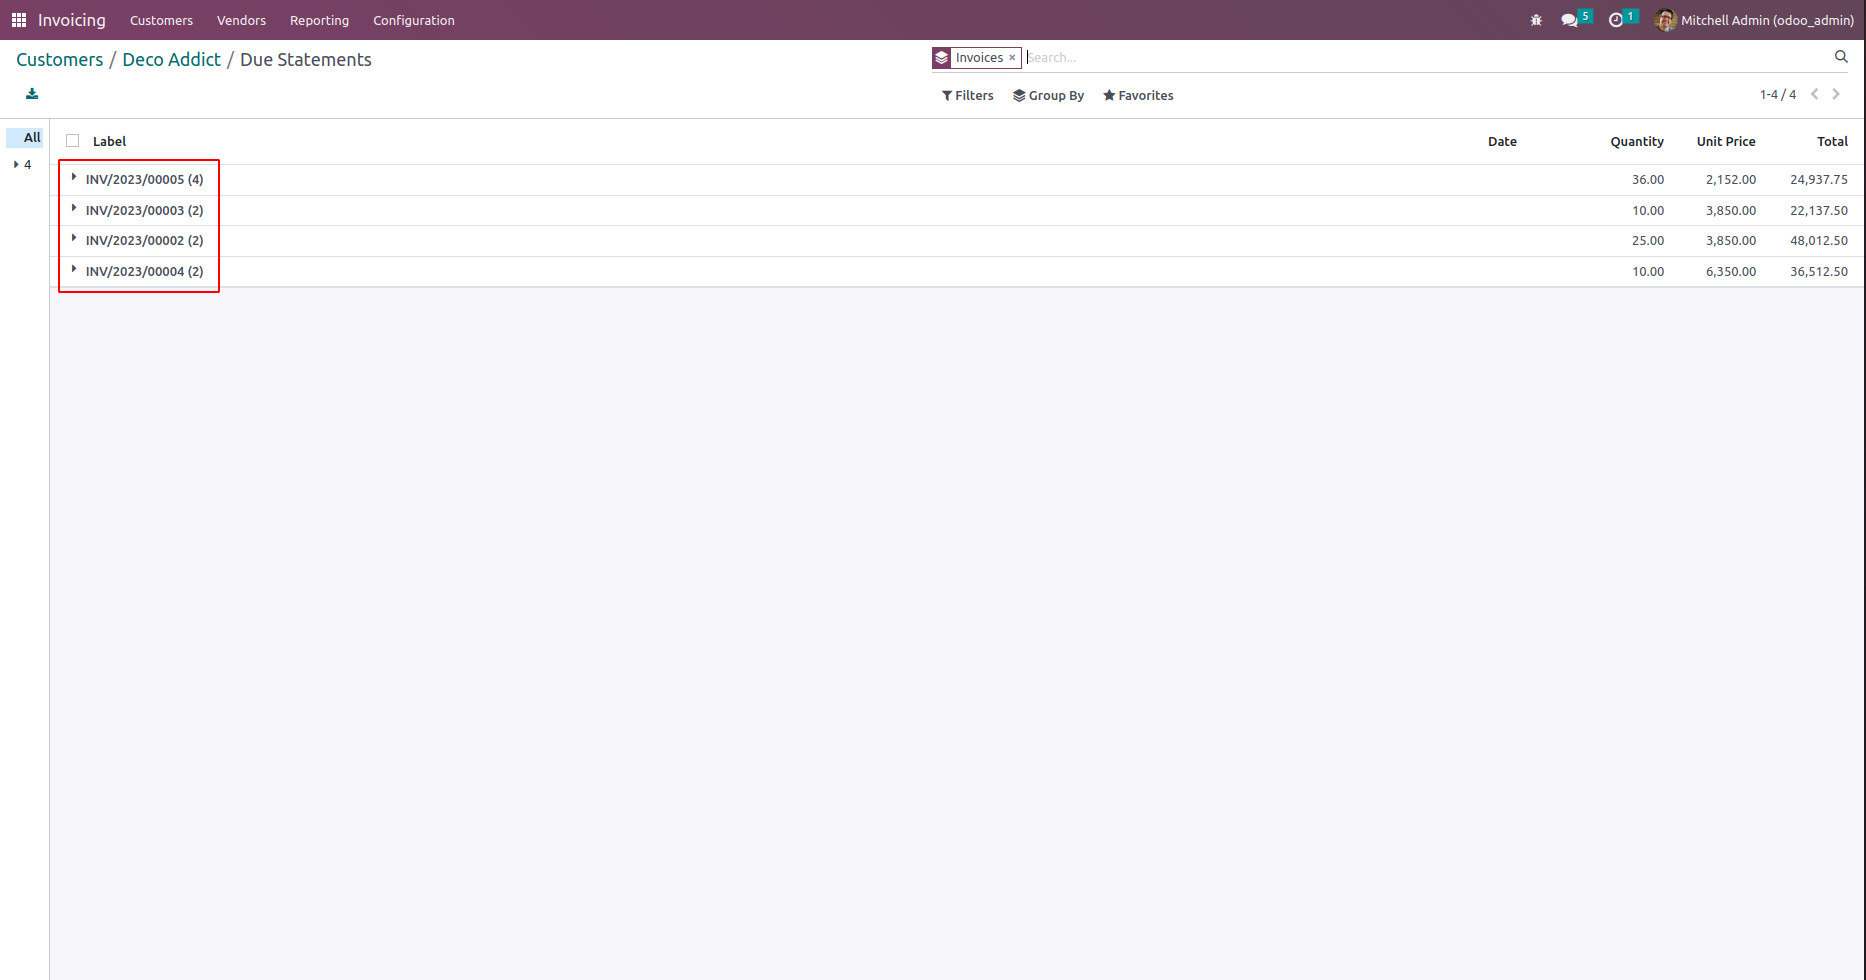 Invoicing Customers Vendors Reporting Configuration 5 1 Mitchell Admin (odoo_admin)
Customers / Deco Addict / Due Statements Invoices × Search...
Filters Group By Favorites 1-4 / 4
All Label Date Quantity Unit Price Total
4
INV/2023/00005 (4) 36.00 2,152.00 24,937.75
INV/2023/00003 (2) 10.00 3,850.00 22,137.50
INV/2023/00002 (2) 25.00 3,850.00 48,012.50
INV/2023/00004 (2) 10.00 6,350.00 36,512.50